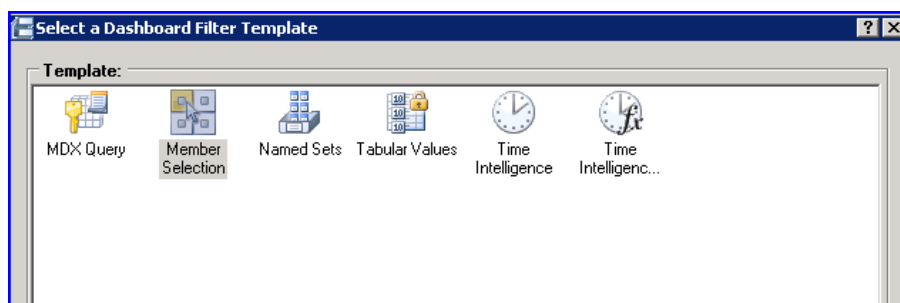 Select a Dashboard Filter Template
Template:
MDX Query
Member
Selection
Named Sets
Tabular Values
Time
Intelligence
Time
Intelligenc...